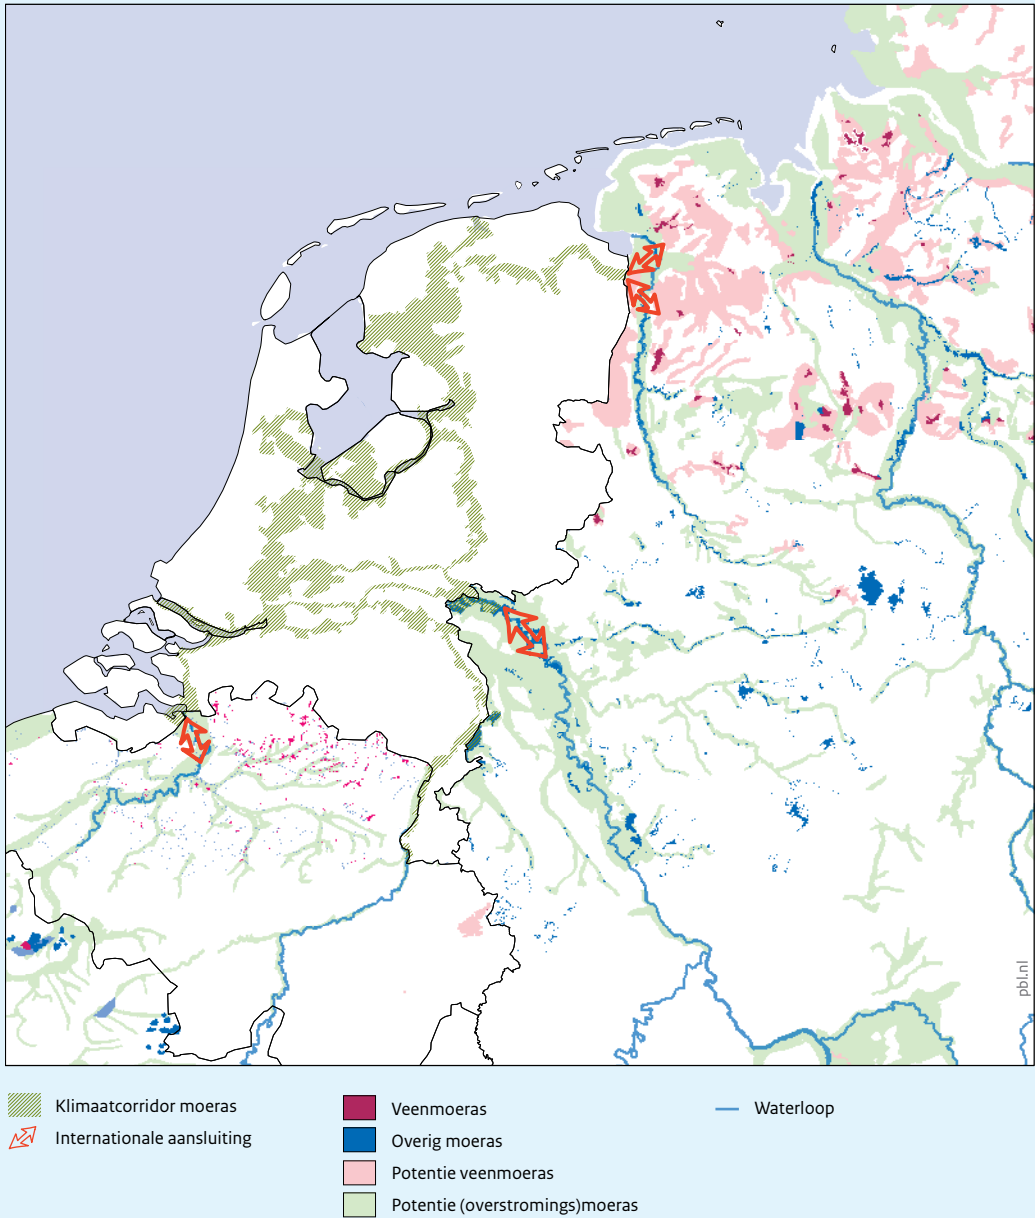 pbl.nl
Klimaatcorridor moeras
Internationale aansluiting
Veenmoeras
Overig moeras
Potentie veenmoeras
Potentie (overstromings)moeras
Waterloop